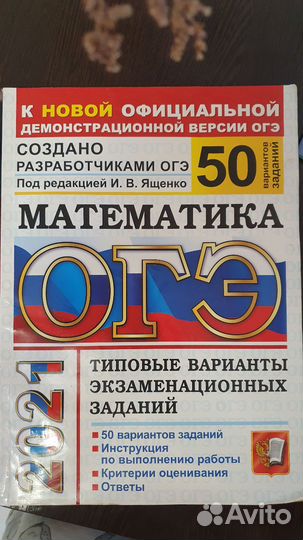 К НОВОЙ ОФИЦИАЛЬНОЙ
ДЕМОНСТРАЦИОННОЙ ВЕРСИИ ОГЭ
СОЗДАНО
РАЗРАБОТЧИКАМИ ОГЭ
Под редакцией И. В. Ященко
50
вариантов
заданий
МАТЕМАТИКА
ОГЭ
2021
ТИПОВЫЕ ВАРИАНТЫ
ЭКЗАМЕНАЦИОННЫХ
ЗАДАНИЙ
• 50 вариантов заданий
• Инструкция
по выполнению работы
• Критерии оценивания
• Ответы
Avito